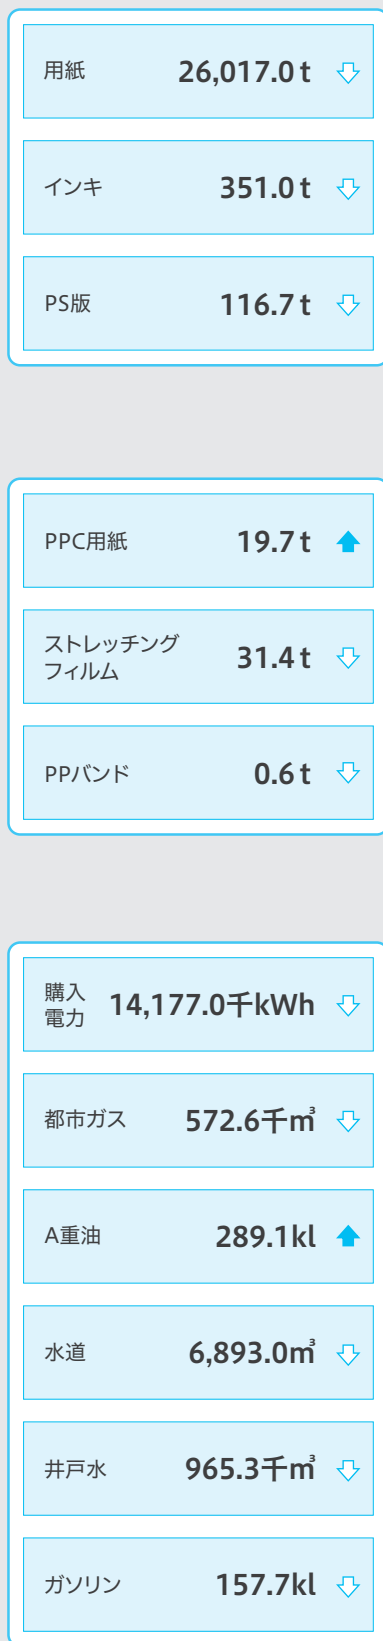 用紙 26,017.0 t
インキ 351.0 t
PS版 116.7 t
PPC用紙 19.7 t
ストレッチング
フィルム 31.4 t
PPバンド 0.6 t
購入
電力 14,177.0千kWh
都市ガス 572.6千㎥
A重油 289.1kl
水道 6,893.0㎥
井戸水 965.3千㎥
ガソリン 157.7kl